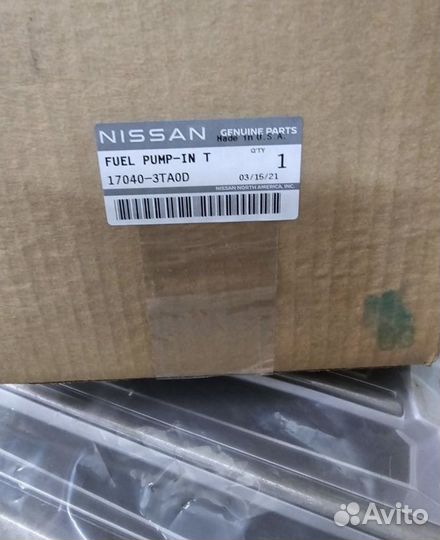 NISSAN GENUINE PARTS
Made in U.S.A.
FUEL PUMP-IN T
Q'TY
1
17040-3TA0D
03/15/21
NISSAN NORTH AMERICA, INC.
Avito